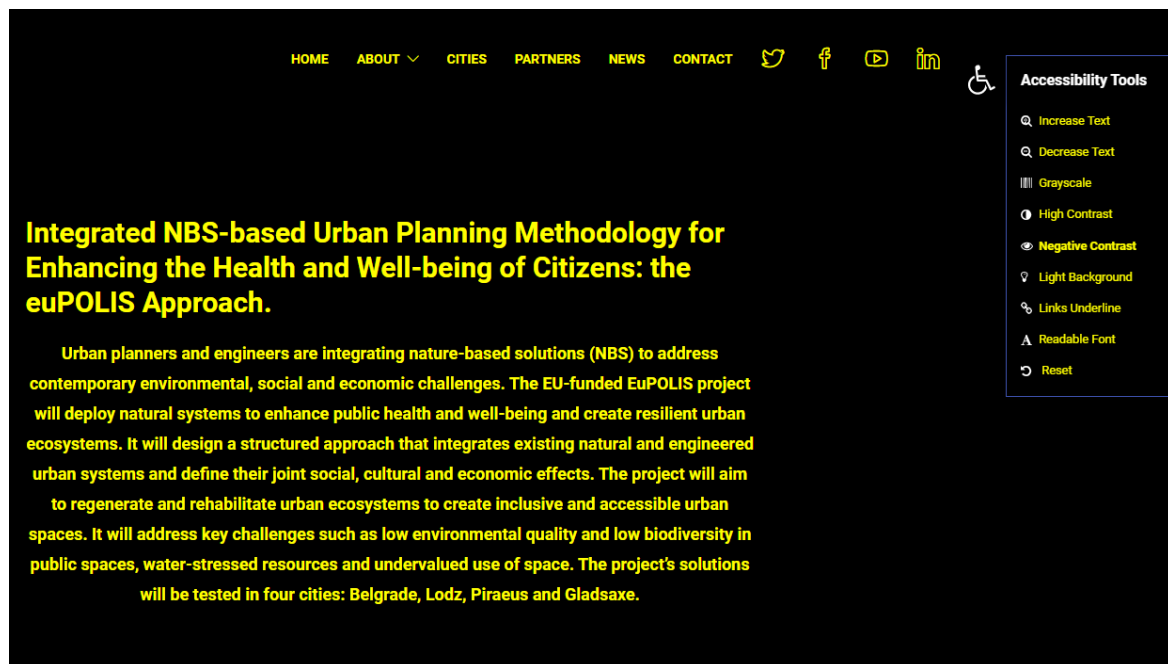 HOME ABOUT CITIES PARTNERS NEWS CONTACT
Accessibility Tools
Increase Text
Decrease Text
Grayscale
High Contrast
Negative Contrast
Light Background
Links Underline
Readable Font
Reset
Integrated NBS-based Urban Planning Methodology for
Enhancing the Health and Well-being of Citizens: the
euPOLIS Approach.
Urban planners and engineers are integrating nature-based solutions (NBS) to address
contemporary environmental, social and economic challenges. The EU-funded EuPOLIS project
will deploy natural systems to enhance public health and well-being and create resilient urban
ecosystems. It will design a structured approach that integrates existing natural and engineered
urban systems and define their joint social, cultural and economic effects. The project will aim
to regenerate and rehabilitate urban ecosystems to create inclusive and accessible urban
spaces. It will address key challenges such as low environmental quality and low biodiversity in
public spaces, water-stressed resources and undervalued use of space. The project’s solutions
will be tested in four cities: Belgrade, Lodz, Piraeus and Gladsaxe.